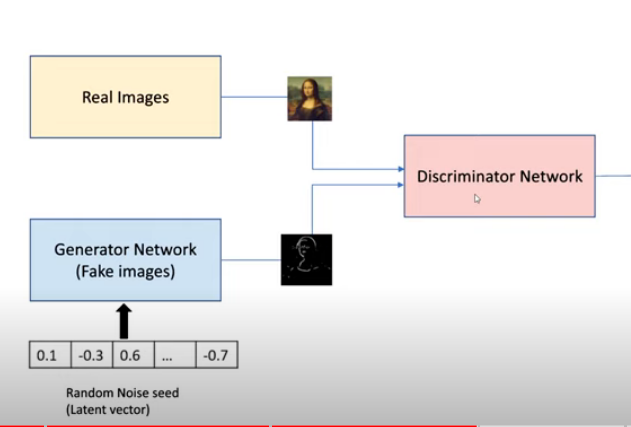 Real Images
Discriminator Network
Generator Network
(Fake images)
0.1 -0.3 0.6 ... -0.7
Random Noise seed
(Latent vector)